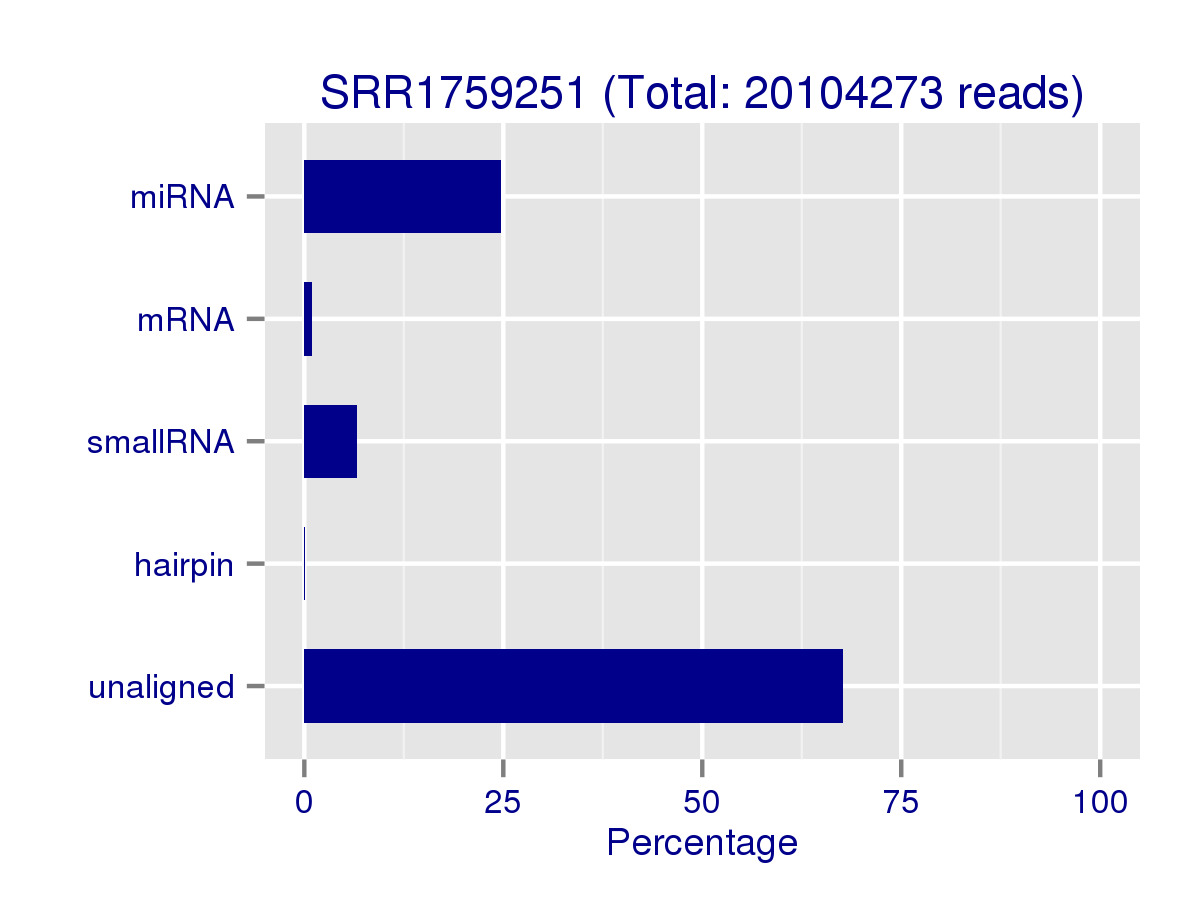 SRR1759251 (Total: 20104273 reads)
miRNA
mRNA
smallRNA
hairpin
unaligned
0 25 50 75 100
Percentage